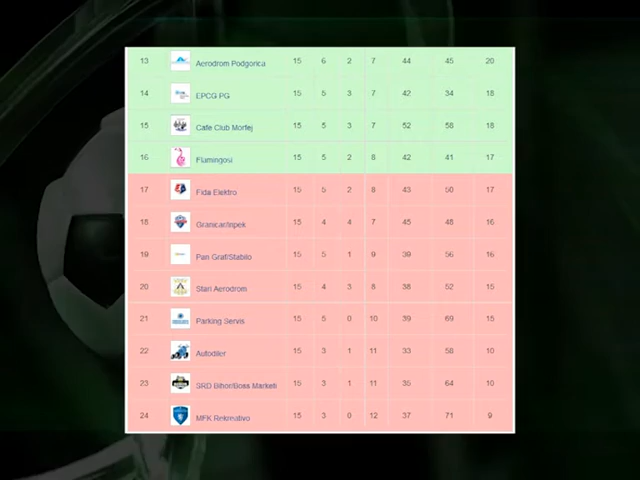 13 Aerodrom Podgorica 15 6 2 7 44 45 20
14 EPCG PG 15 5 3 7 42 34 18
15 Cafe Club Morfej 15 5 3 7 52 58 18
16 Flamingosi 15 5 2 8 42 41 17
17 Fida Elektro 15 5 2 8 43 50 17
18 Granicar/Inpek 15 4 4 7 45 48 16
19 Pan Graf/Stabilo 15 5 1 9 39 56 16
20 Stari Aerodrom 15 4 3 8 38 52 15
21 Parking Servis 15 5 0 10 39 69 15
22 Autodiler 15 3 1 11 33 58 10
23 SRD Bihor/Boss Marketi 15 3 1 11 35 64 10
24 MFK Rekreativo 15 3 0 12 37 71 9